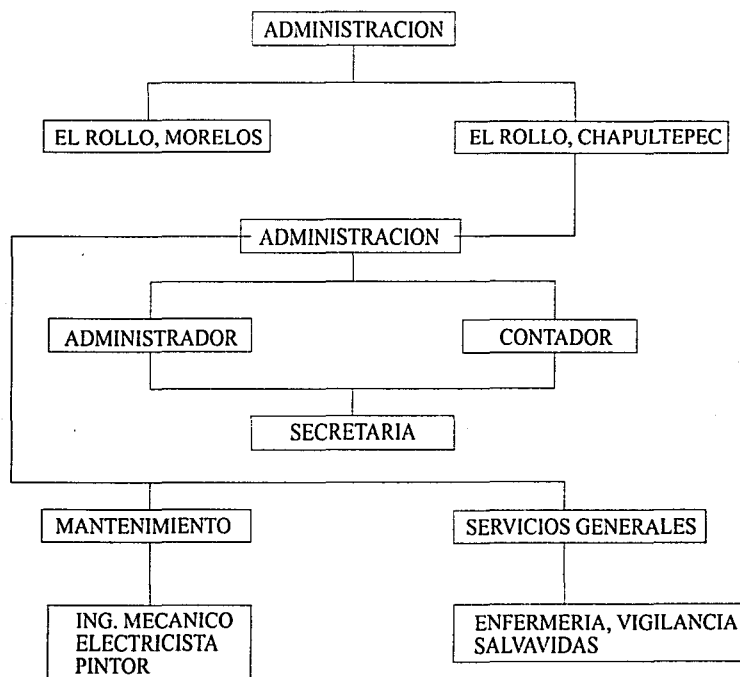 ADMINISTRACION
EL ROLLO, MORELOS
EL ROLLO, CHAPULTEPEC
ADMINISTRACION
ADMINISTRADOR
CONTADOR
SECRETARIA
MANTENIMIENTO
SERVICIOS GENERALES
ING. MECANICO
ELECTRICISTA
PINTOR
ENFERMERIA, VIGILANCIA
SALVAVIDAS